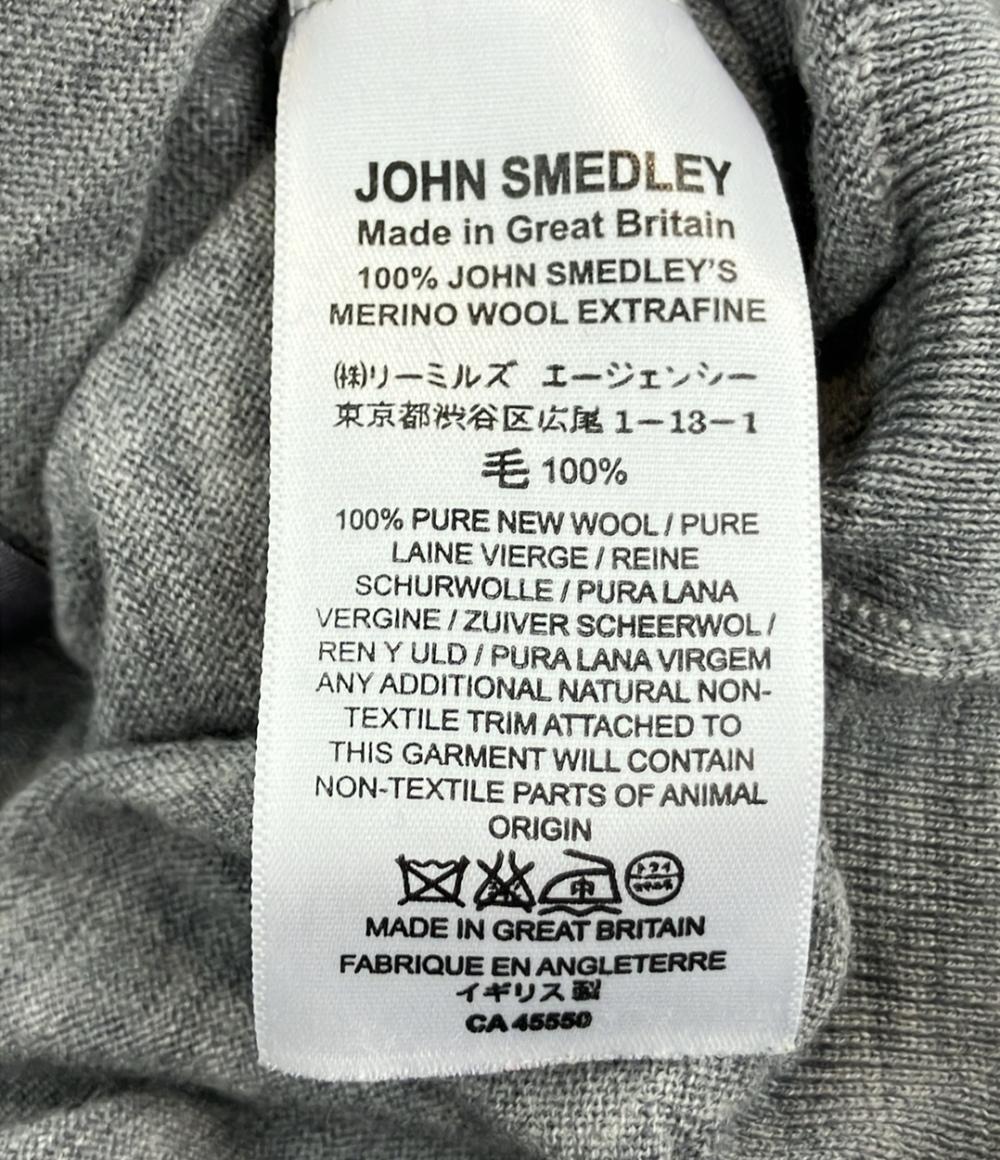 JOHN SMEDLEY
Made in Great Britain
100% JOHN SMEDLEY'S
MERINO WOOL EXTRAFINE
㈱リーミルズ エージェンシー
東京都渋谷区広尾1-13-1
毛 100%
100% PURE NEW WOOL / PURE
LAINE VIERGE / REINE
SCHURWOLLE / PURA LANA
VERGINE / ZUIVER SCHEERWOL /
REN Y ULD / PURA LANA VIRGEM
ANY ADDITIONAL NATURAL NON-
TEXTILE TRIM ATTACHED TO
THIS GARMENT WILL CONTAIN
NON-TEXTILE PARTS OF ANIMAL
ORIGIN
中 ドライ
MADE IN GREAT BRITAIN
FABRIQUE EN ANGLETERRE
イギリス製
CA 45550